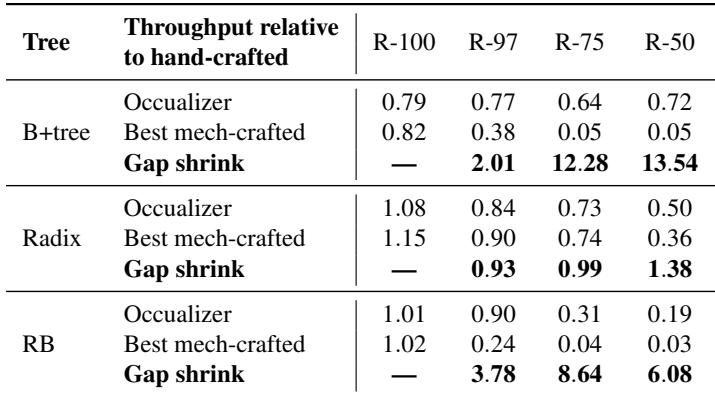 Tree Throughput relative to hand-crafted R-100 R-97 R-75 R-50
Occualizer 0.79 0.77 0.64 0.72
B+tree Best mech-crafted 0.82 0.38 0.05 0.05
Gap shrink — 2.01 12.28 13.54
Occualizer 1.08 0.84 0.73 0.50
Radix Best mech-crafted 1.15 0.90 0.74 0.36
Gap shrink — 0.93 0.99 1.38
Occualizer 1.01 0.90 0.31 0.19
RB Best mech-crafted 1.02 0.24 0.04 0.03
Gap shrink — 3.78 8.64 6.08